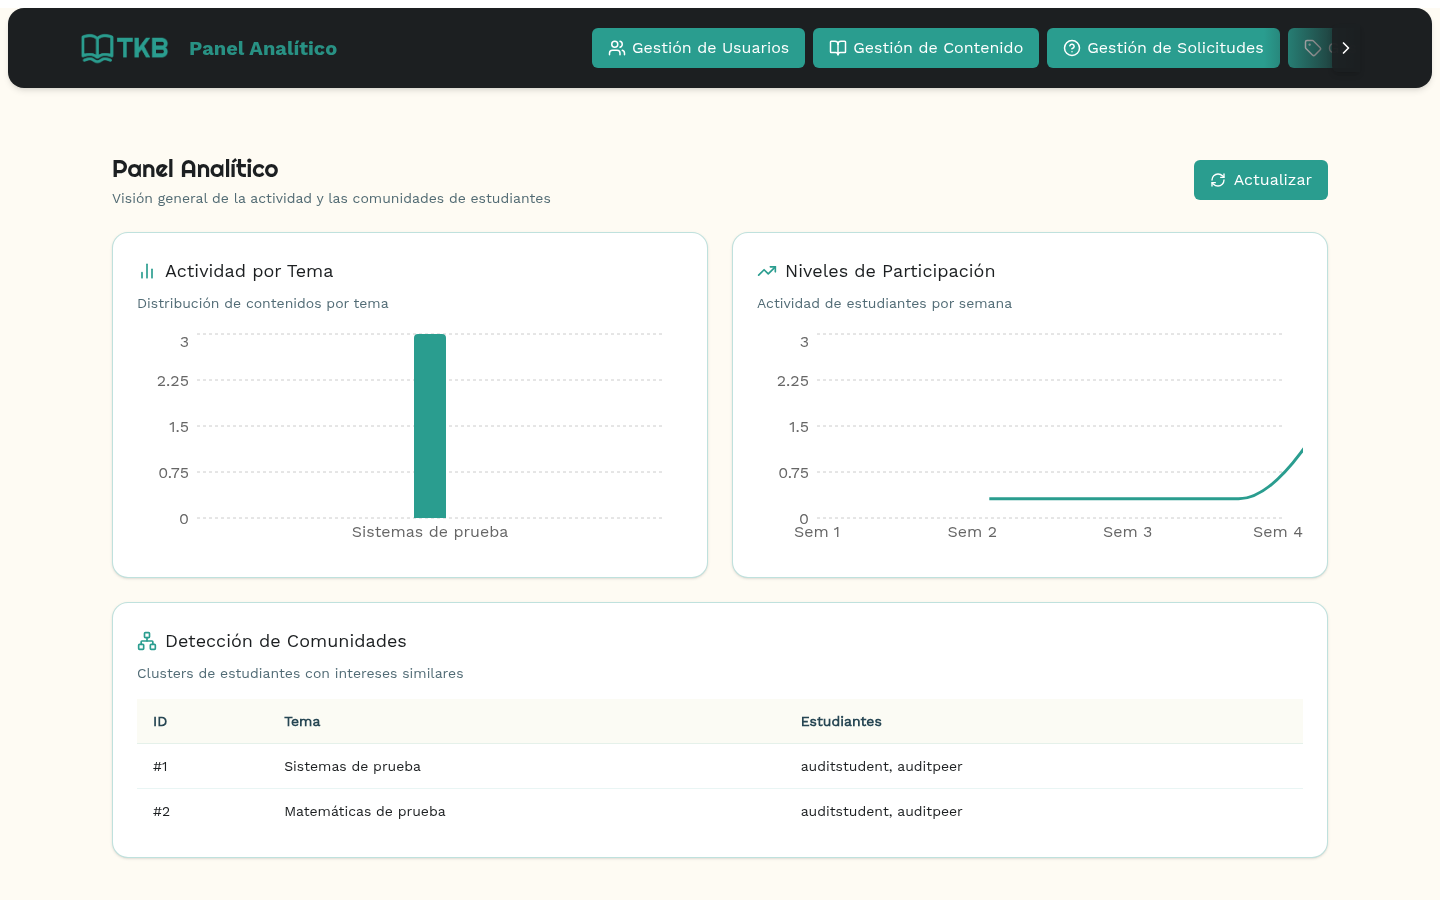 TKB
Panel Analítico
Gestión de Usuarios
Gestión de Contenido
Gestión de Solicitudes
Panel Analítico
Visión general de la actividad y las comunidades de estudiantes
Actualizar
Actividad por Tema
Distribución de contenidos por tema
3
2.25
1.5
0.75
0
Sistemas de prueba
Niveles de Participación
Actividad de estudiantes por semana
3
2.25
1.5
0.75
0
Sem 1 Sem 2 Sem 3 Sem 4
Detección de Comunidades
Clusters de estudiantes con intereses similares
ID Tema Estudiantes
#1 Sistemas de prueba auditstudent, auditpeer
#2 Matemáticas de prueba auditstudent, auditpeer